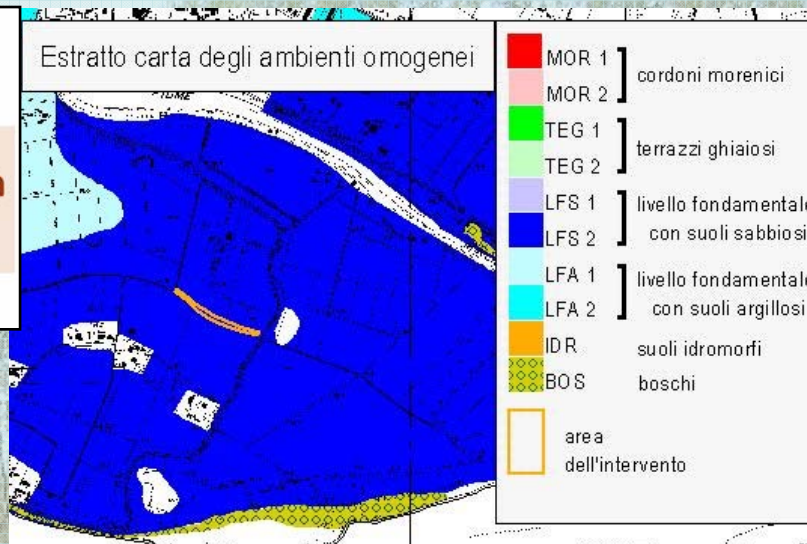 Estratto carta degli ambienti omogenei
FIUME
MOR 1
MOR 2
cordoni morenici
TEG 1
TEG 2
terrazzi ghiaiosi
LFS 1
LFS 2
livello fondamentale
con suoli sabbiosi
LFA 1
LFA 2
livello fondamentale
con suoli argillosi
IDR
suoli idromorfi
BOS
boschi
area
dell'intervento